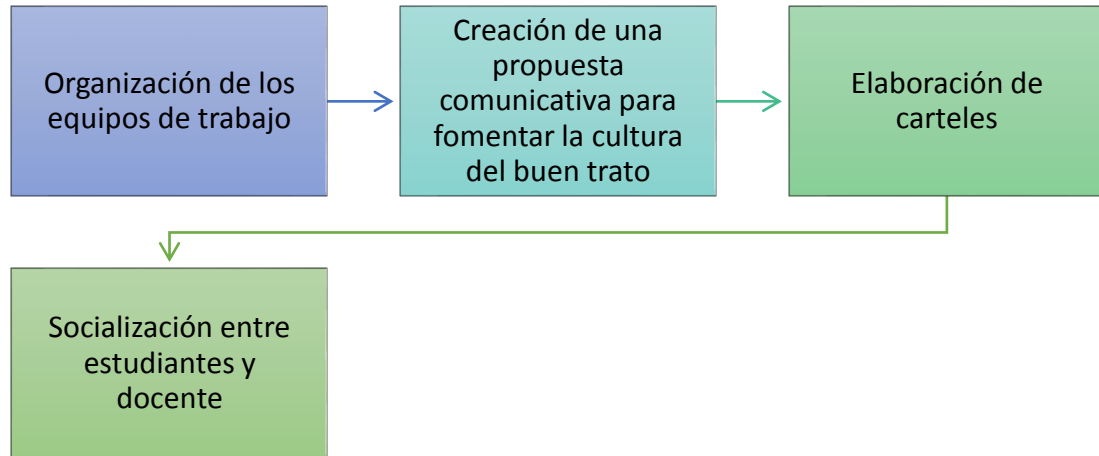 Organización de los
equipos de trabajo
Creación de una
propuesta
comunicativa para
fomentar la cultura
del buen trato
Elaboración de
carteles
Socialización entre
estudiantes y
docente